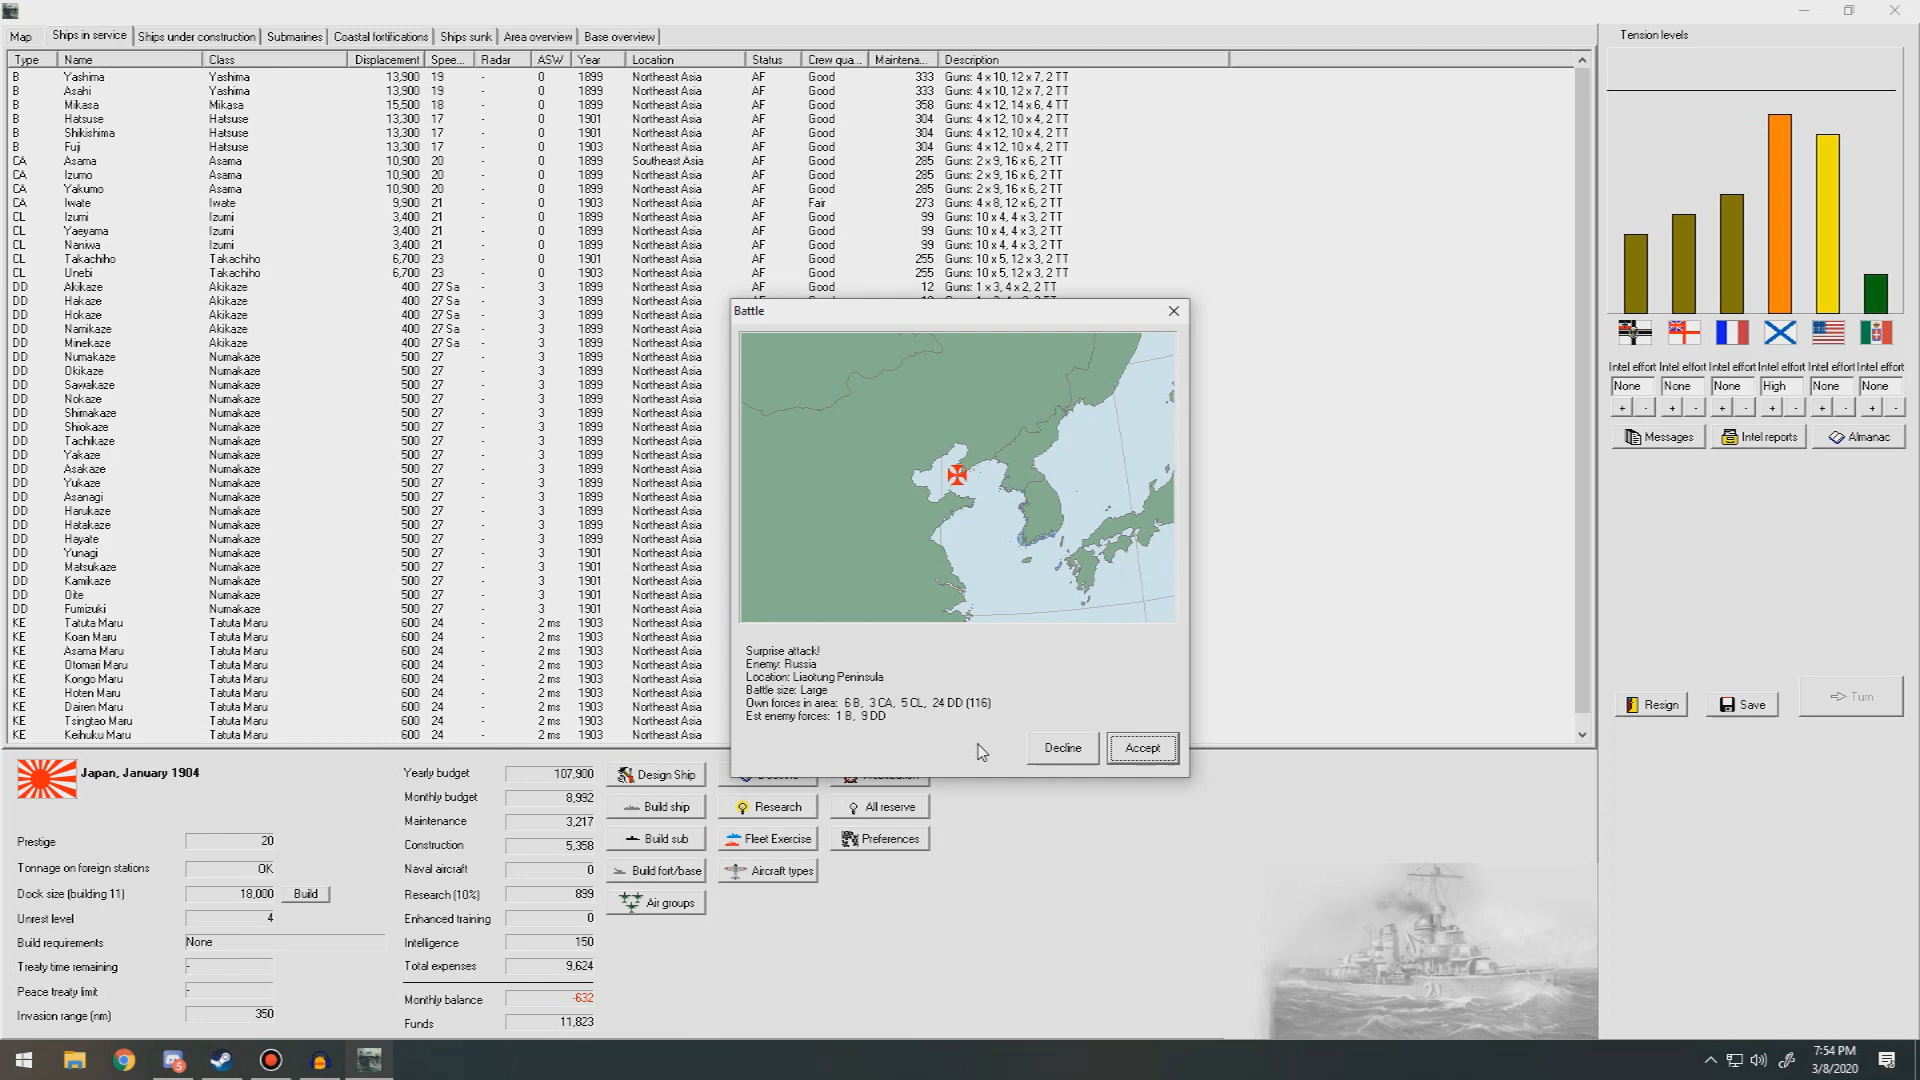 Map Ships in service Ships under construction Submarines Coastal fortifications Ships sunk Area overview Base overview
Type Name Class Displacement Spee... Radar ASW Year Location Status Crew qua... Maintena... Description
B Yashima Yashima 13,900 19 - 0 1899 Northeast Asia AF Good 333 Guns: 4 x 10, 12 x 7, 2 TT
B Asahi Yashima 13,900 19 - 0 1899 Northeast Asia AF Good 333 Guns: 4 x 10, 12 x 7, 2 TT
B Mikasa Mikasa 15,500 18 - 0 1899 Northeast Asia AF Good 358 Guns: 4 x 12, 14 x 6, 4 TT
B Hatsuse Hatsuse 13,300 17 - 0 1901 Northeast Asia AF Good 304 Guns: 4 x 12, 10 x 4, 2 TT
B Shikishima Hatsuse 13,300 17 - 0 1901 Northeast Asia AF Good 304 Guns: 4 x 12, 10 x 4, 2 TT
B Fuji Hatsuse 13,300 17 - 0 1903 Northeast Asia AF Good 304 Guns: 4 x 12, 10 x 4, 2 TT
CA Asama Asama 10,900 20 - 0 1899 Southeast Asia AF Good 285 Guns: 2 x 9, 16 x 6, 2 TT
CA Izumo Asama 10,900 20 - 0 1899 Northeast Asia AF Good 285 Guns: 2 x 9, 16 x 6, 2 TT
CA Yakumo Asama 10,900 20 - 0 1899 Northeast Asia AF Good 285 Guns: 2 x 9, 16 x 6, 2 TT
CA Iwate Iwate 9,900 21 - 0 1903 Northeast Asia AF Fair 273 Guns: 4 x 8, 12 x 6, 2 TT
CL Izumi Izumi 3,400 21 - 0 1899 Northeast Asia AF Good 99 Guns: 10 x 4, 4 x 3, 2 TT
CL Yaeyama Izumi 3,400 21 - 0 1899 Northeast Asia AF Good 99 Guns: 10 x 4, 4 x 3, 2 TT
CL Naniwa Izumi 3,400 21 - 0 1899 Northeast Asia AF Good 99 Guns: 10 x 4, 4 x 3, 2 TT
CL Takachiho Takachiho 6,700 23 - 0 1901 Northeast Asia AF Good 255 Guns: 10 x 5, 12 x 3, 2 TT
CL Unebi Takachiho 6,700 23 - 0 1903 Northeast Asia AF Good 255 Guns: 10 x 5, 12 x 3, 2 TT
DD Akikaze Akikaze 400 27 Sa - 3 1899 Northeast Asia AF Good 12 Guns: 1 x 3, 4 x 2, 2 TT
DD Hakaze Akikaze 400 27 Sa - 3 1899 Northeast Asia
DD Hokaze Akikaze 400 27 Sa - 3 1899 Northeast Asia
DD Namikaze Akikaze 400 27 Sa - 3 1899 Northeast Asia
DD Minekaze Akikaze 400 27 Sa - 3 1899 Northeast Asia
DD Numakaze Numakaze 500 27 - 3 1899 Northeast Asia
DD Okikaze Numakaze 500 27 - 3 1899 Northeast Asia
DD Sawakaze Numakaze 500 27 - 3 1899 Northeast Asia
DD Nokaze Numakaze 500 27 - 3 1899 Northeast Asia
DD Shimakaze Numakaze 500 27 - 3 1899 Northeast Asia
DD Shiokaze Numakaze 500 27 - 3 1899 Northeast Asia
DD Tachikaze Numakaze 500 27 - 3 1899 Northeast Asia
DD Yakaze Numakaze 500 27 - 3 1899 Northeast Asia
DD Asakaze Numakaze 500 27 - 3 1899 Northeast Asia
DD Yukaze Numakaze 500 27 - 3 1899 Northeast Asia
DD Asanagi Numakaze 500 27 - 3 1899 Northeast Asia
DD Harukaze Numakaze 500 27 - 3 1899 Northeast Asia
DD Hatakaze Numakaze 500 27 - 3 1899 Northeast Asia
DD Hayate Numakaze 500 27 - 3 1899 Northeast Asia
DD Yunagi Numakaze 500 27 - 3 1901 Northeast Asia
DD Matsukaze Numakaze 500 27 - 3 1901 Northeast Asia
DD Kamikaze Numakaze 500 27 - 3 1901 Northeast Asia
DD Oite Numakaze 500 27 - 3 1901 Northeast Asia
DD Fumizuki Numakaze 500 27 - 3 1901 Northeast Asia
KE Tatuta Maru Tatuta Maru 600 24 - 2 ms 1903 Northeast Asia
KE Koan Maru Tatuta Maru 600 24 - 2 ms 1903 Northeast Asia
KE Asama Maru Tatuta Maru 600 24 - 2 ms 1903 Northeast Asia
KE Otomari Maru Tatuta Maru 600 24 - 2 ms 1903 Northeast Asia
KE Kongo Maru Tatuta Maru 600 24 - 2 ms 1903 Northeast Asia
KE Hoten Maru Tatuta Maru 600 24 - 2 ms 1903 Northeast Asia
KE Dairen Maru Tatuta Maru 600 24 - 2 ms 1903 Northeast Asia
KE Tsingtao Maru Tatuta Maru 600 24 - 2 ms 1903 Northeast Asia
KE Keihuku Maru Tatuta Maru 600 24 - 2 ms 1903 Northeast Asia
Battle
Surprise attack!
Enemy: Russia
Location: Liaotung Peninsula
Battle size: Large
Own forces in area: 6 B, 3 CA, 5 CL, 24 DD (116)
Est enemy forces: 1 B, 9 DD
Decline Accept
Tension levels
Intel effort Intel effort Intel effort Intel effort Intel effort Intel effort
None None None High None None
+ - + - + - + - + - + -
Messages Intel reports Almanac
Resign Save Turn
Japan, January 1904
Prestige 20
Tonnage on foreign stations OK
Dock size (building 11) 18,000 Build
Unrest level 4
Build requirements None
Treaty time remaining -
Peace treaty limit -
Invasion range (nm) 350
Yearly budget 107,900
Monthly budget 8,992
Maintenance 3,217
Construction 5,358
Naval aircraft 0
Research (10%) 899
Enhanced training 0
Intelligence 150
Total expenses 9,624
Monthly balance -632
Funds 11,823
Design Ship
Build ship Research All reserve
Build sub Fleet Exercise Preferences
Build fort/base Aircraft types
Air groups
5
7:54 PM
3/8/2020